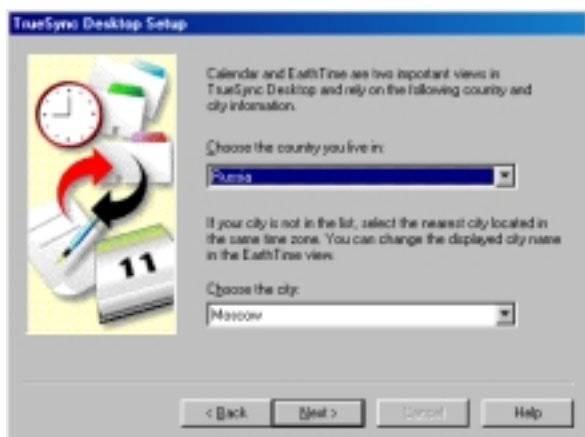 TrueSync Desktop Setup
Calendar and EarthTime are two important views in
TrueSync Desktop and rely on the following country and
city information.
Choose the country you live in:
Russia
If your city is not in the list, select the nearest city located in
the same time zone. You can change the displayed city name
in the EarthTime view.
Choose the city:
Moscow
11
< Back
Next >
Cancel
Help